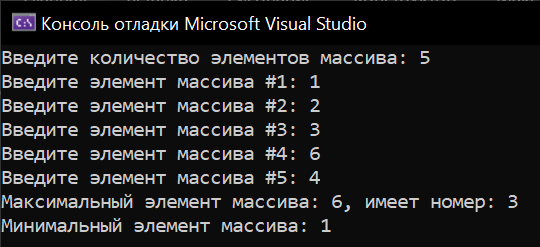 C:\ Консоль отладки Microsoft Visual Studio
Введите количество элементов массива: 5
Введите элемент массива #1: 1
Введите элемент массива #2: 2
Введите элемент массива #3: 3
Введите элемент массива #4: 6
Введите элемент массива #5: 4
Максимальный элемент массива: 6, имеет номер: 3
Минимальный элемент массива: 1